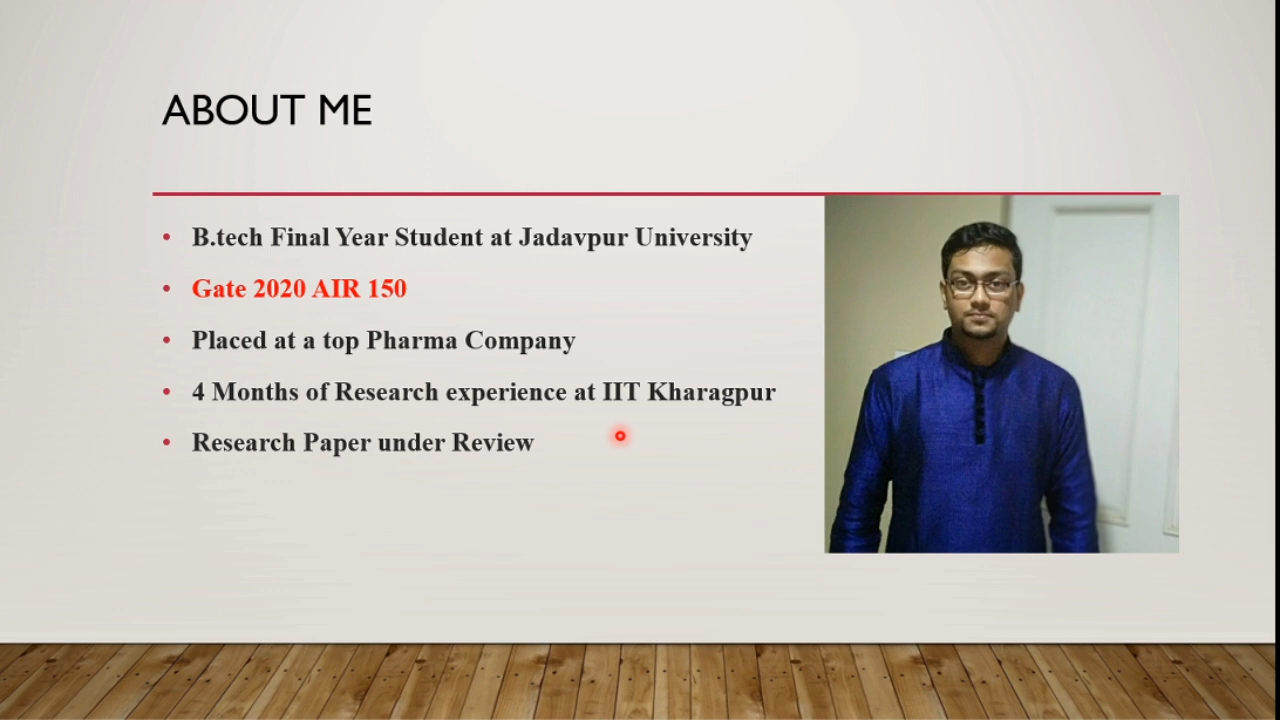 ABOUT ME
B.tech Final Year Student at Jadavpur University
Gate 2020 AIR 150
Placed at a top Pharma Company
4 Months of Research experience at IIT Kharagpur
Research Paper under Review